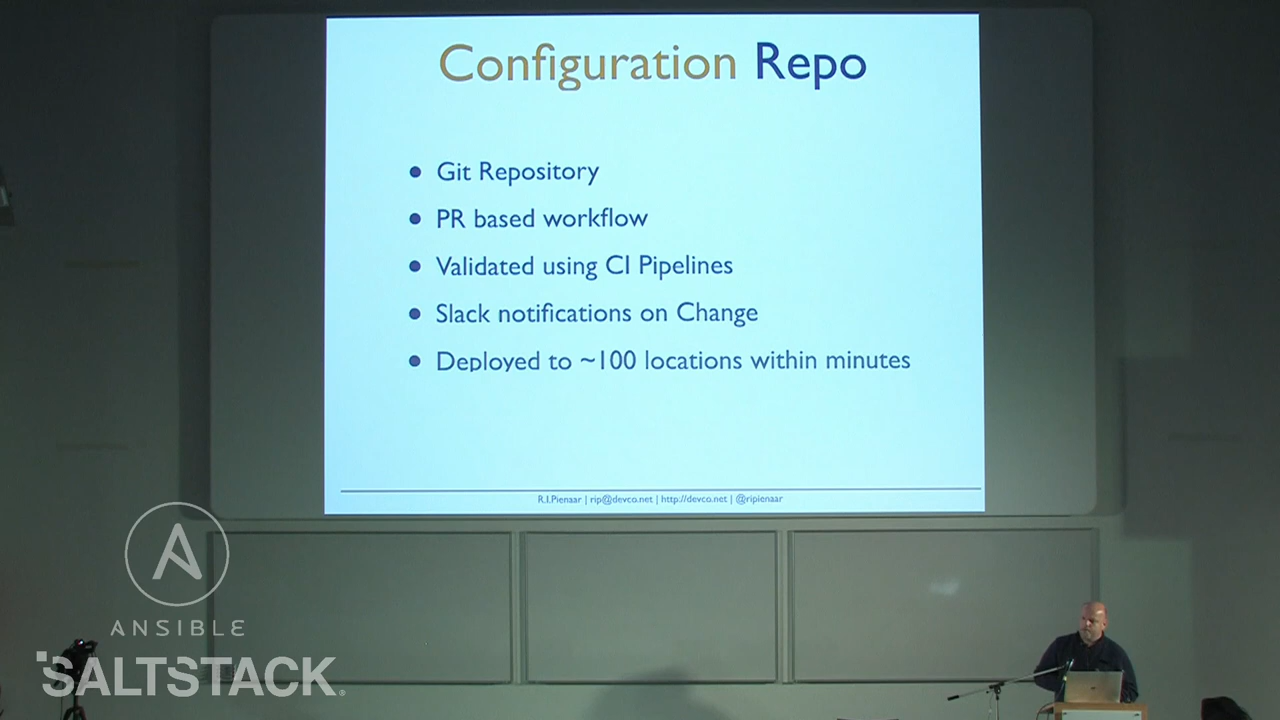 Configuration Repo
• Git Repository
• PR based workflow
• Validated using CI Pipelines
• Slack notifications on Change
• Deployed to ~100 locations within minutes
R.I.Pienaar | rip@devco.net | http://devco.net | @ripienaar
ANSIBLE
SALTSTACK